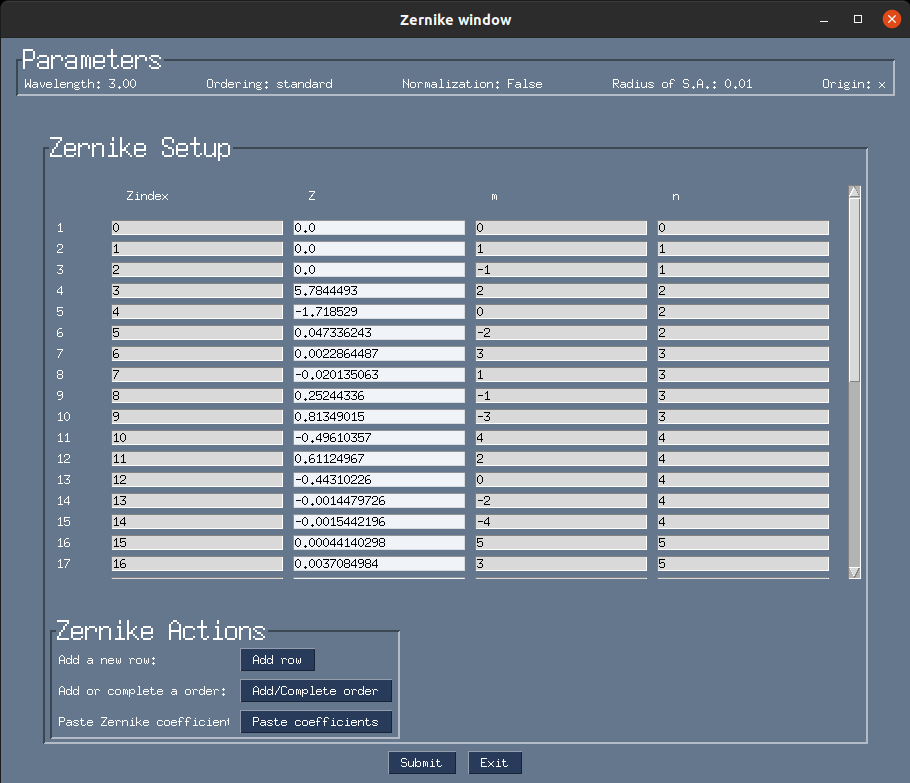 Zernike window
Parameters
Wavelength: 3.00 Ordering: standard Normalization: False Radius of S.A.: 0.01 Origin: x
Zernike Setup
Zindex Z m n
1 0 0.0 0 0
2 1 0.0 1 1
3 2 0.0 -1 1
4 3 5.7844493 2 2
5 4 -1.718529 0 2
6 5 0.047336243 -2 2
7 6 0.0022864487 3 3
8 7 -0.020135063 1 3
9 8 0.25244336 -1 3
10 9 0.81349015 -3 3
11 10 -0.49610357 4 4
12 11 0.61124967 2 4
13 12 -0.44310226 0 4
14 13 -0.0014479726 -2 4
15 14 -0.0015442196 -4 4
16 15 0.00044140298 5 5
17 16 0.0037084984 3 5
Zernike Actions
Add a new row: Add row
Add or complete a order: Add/Complete order
Paste Zernike coefficient Paste coefficients
Submit Exit